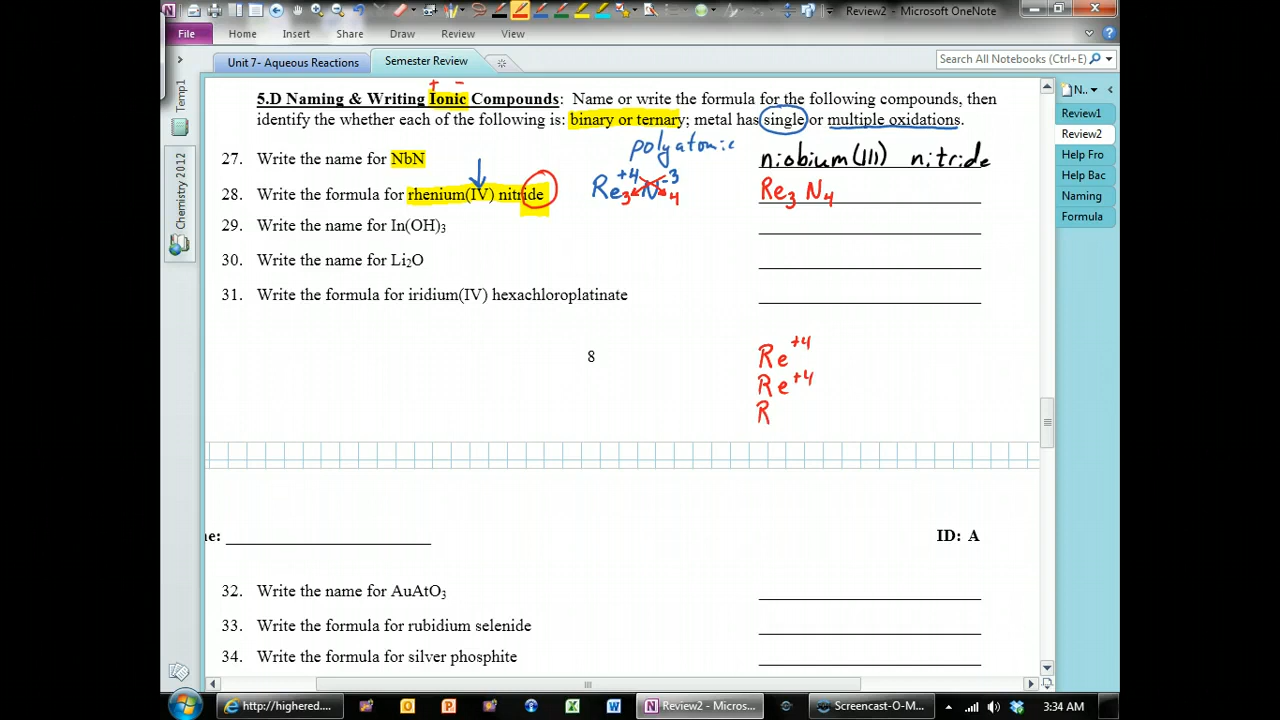 Review2 - Microsoft OneNote
File Home Insert Share Draw Review View
Unit 7- Aqueous Reactions Semester Review
Search All Notebooks (Ctrl+E)
Temp1
Chemistry 2012
N..
Review1
Review2
Help Fro
Help Bac
Naming
Formula
+ −
5.D Naming & Writing Ionic Compounds: Name or write the formula for the following compounds, then
identify the whether each of the following is: binary or ternary; metal has single or multiple oxidations.
polyatomic
27. Write the name for NbN niobium(III) nitride
28. Write the formula for rhenium(IV) nitride Re+4 3 N-3 4 Re3 N4
29. Write the name for In(OH)3
30. Write the name for Li2O
31. Write the formula for iridium(IV) hexachloroplatinate
8
Re+4
Re+4
R
ne: ID: A
32. Write the name for AuAtO3
33. Write the formula for rubidium selenide
34. Write the formula for silver phosphite
http://highered.... Review2 - Micros... Screencast-O-M... 3:34 AM